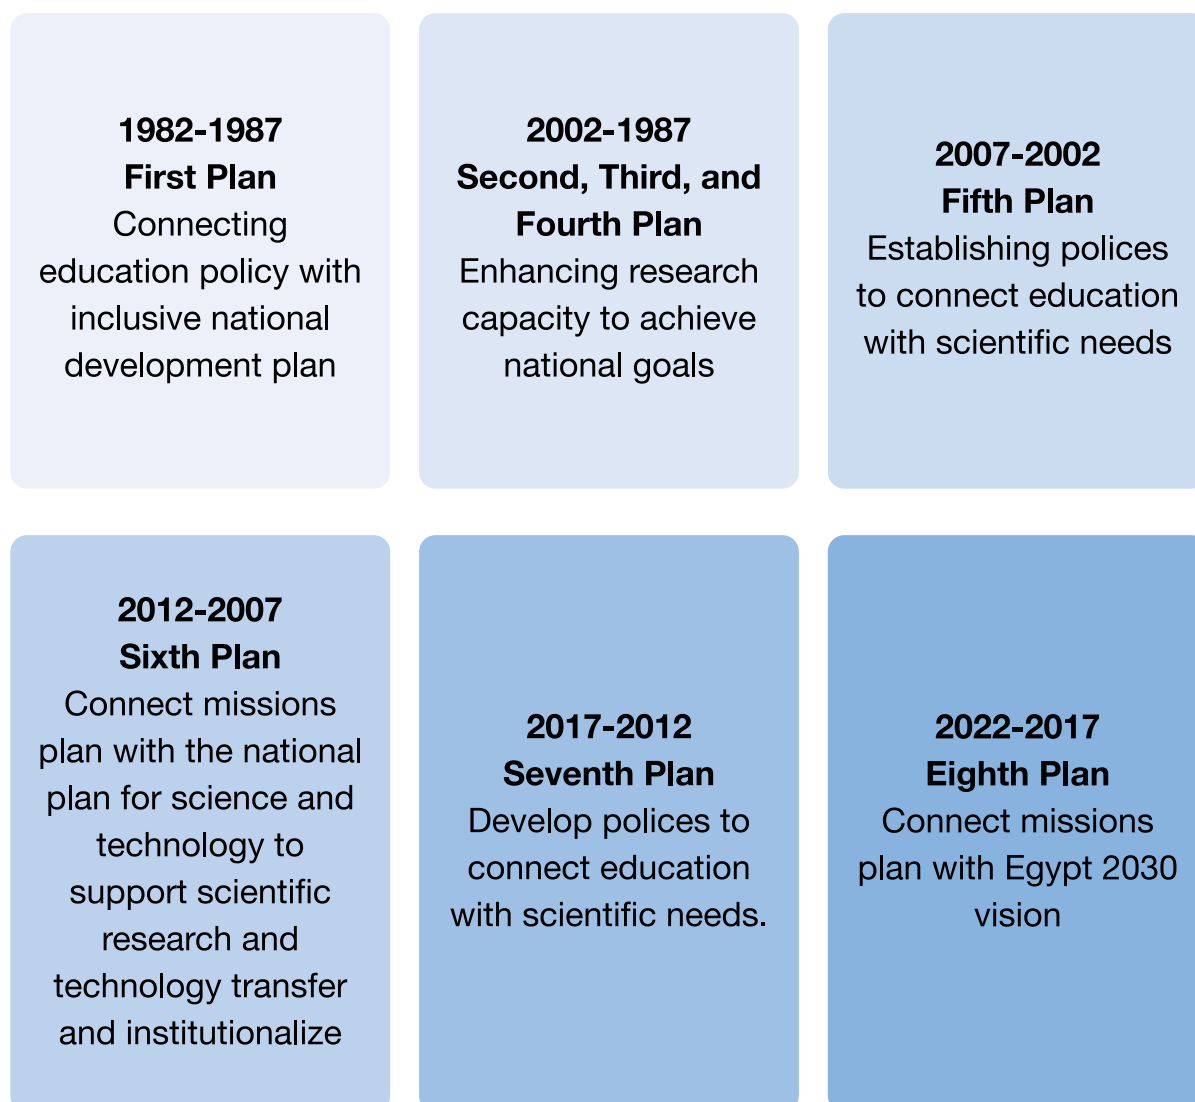 1982-1987
First Plan
Connecting
education policy with
inclusive national
development plan
2002-1987
Second, Third, and
Fourth Plan
Enhancing research
capacity to achieve
national goals
2007-2002
Fifth Plan
Establishing polices
to connect education
with scientific needs
2012-2007
Sixth Plan
Connect missions
plan with the national
plan for science and
technology to
support scientific
research and
technology transfer
and institutionalize
2017-2012
Seventh Plan
Develop polices to
connect education
with scientific needs.
2022-2017
Eighth Plan
Connect missions
plan with Egypt 2030
vision